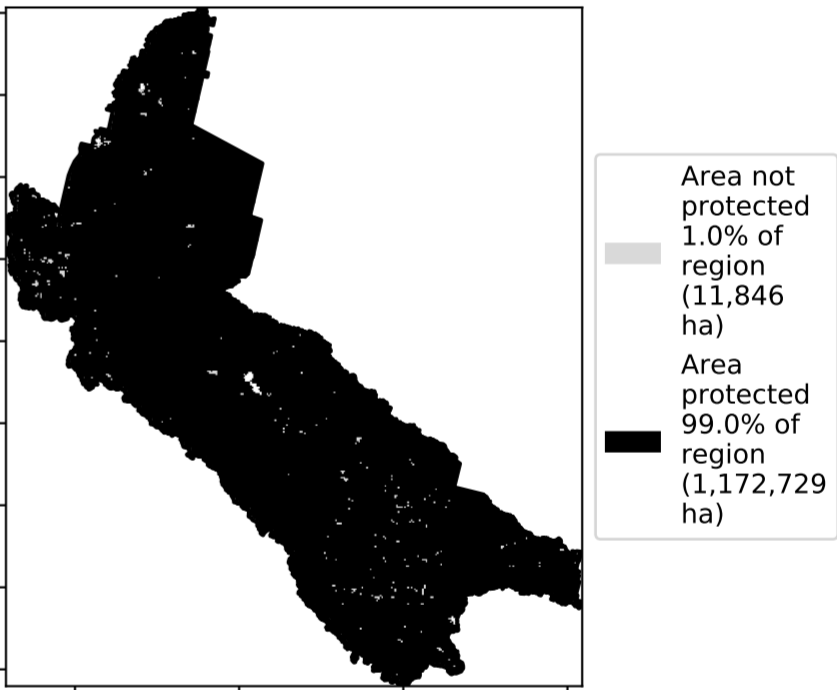 Area not
protected
1.0% of
region
(11,846
ha)
Area
protected
99.0% of
region
(1,172,729
ha)